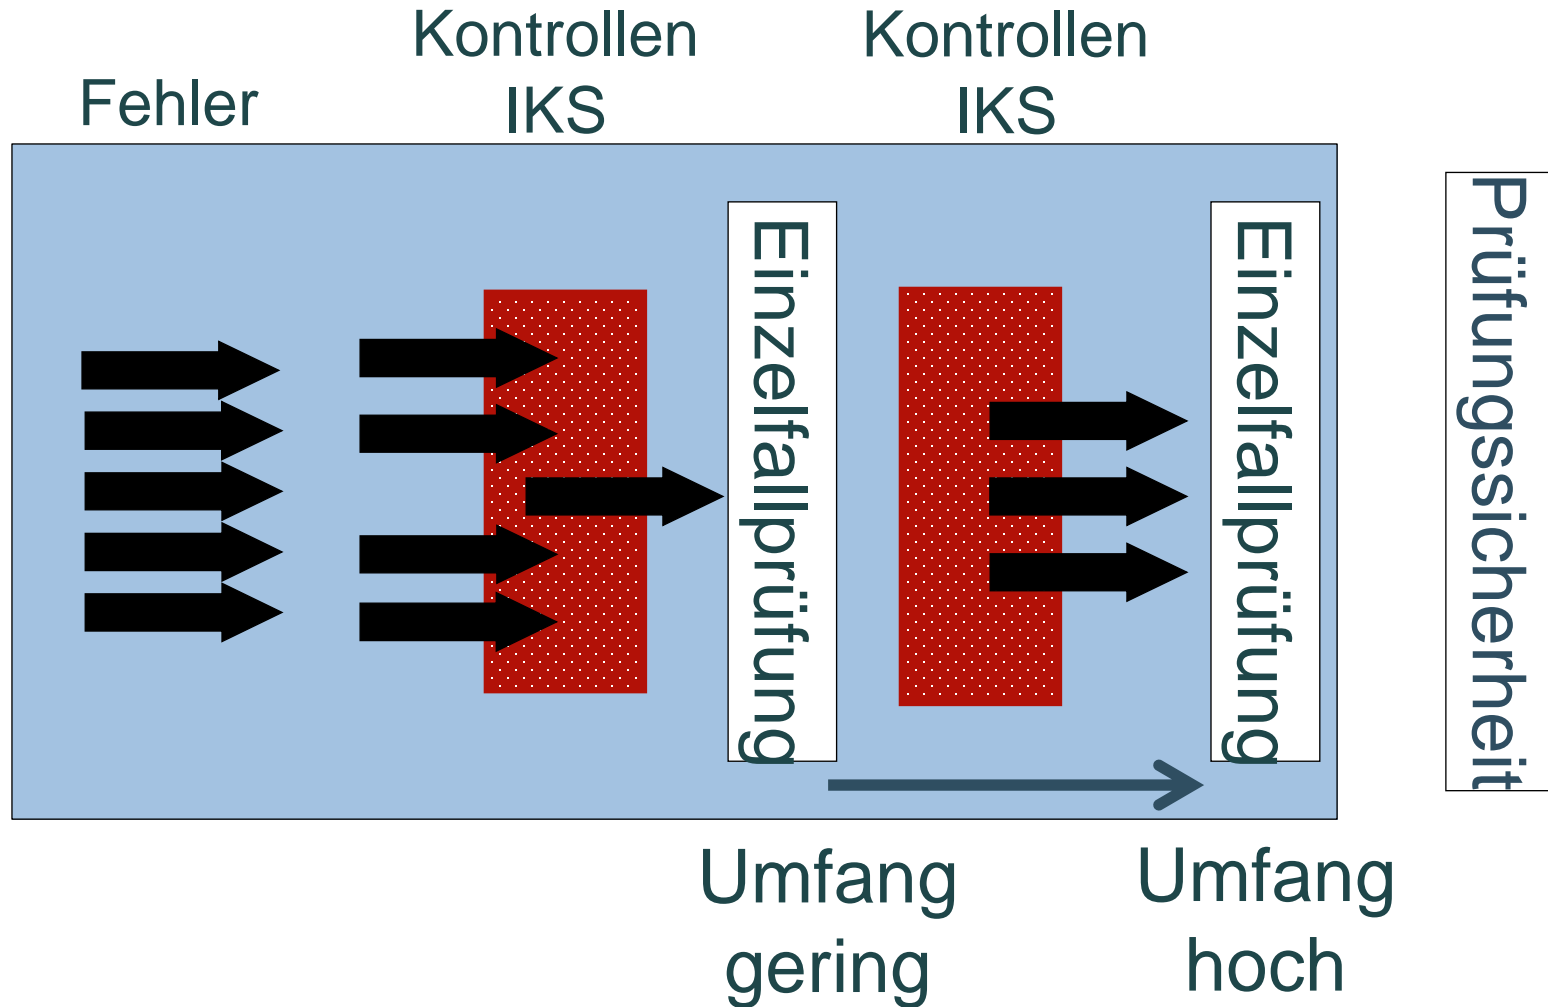 Fehler
Kontrollen
IKS
Kontrollen
IKS
Einzelfallprüfung
Einzelfallprüfung
Prüfungssicherheit
Umfang
gering
Umfang
hoch